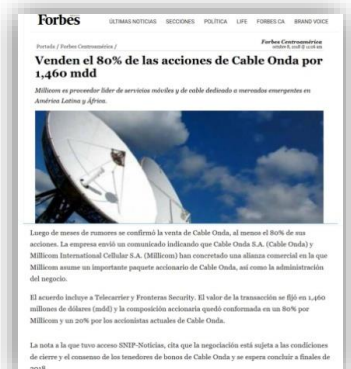 Forbes
ÚLTIMAS NOTICIAS SECCIONES POLÍTICA LIFE FORBES CA BRAND VOICE
Portada / Forbes Centroamérica /
Forbes Centroamérica
octubre 8, 2018 @
Venden el 80% de las acciones de Cable Onda por
1,460 mdd
Millicom es proveedor líder de servicios móviles y de cable dedicado a mercados emergentes en
América Latina y África.
Luego de meses de rumores se confirmó la venta de Cable Onda, al menos el 80% de sus
acciones. La empresa envió un comunicado indicando que Cable Onda S.A. (Cable Onda) y
Millicom International Cellular S.A. (Millicom) han concretado una alianza comercial en la que
Millicom asume un importante paquete accionario de Cable Onda, así como la administración
del negocio.
El acuerdo incluye a Telecarrier y Fronteras Security. El valor de la transacción se fijó en 1,460
millones de dólares (mdd) y la composición accionaria quedó conformada en un 80% por
Millicom y un 20% por los accionistas actuales de Cable Onda.
La nota a la que tuvo acceso SNIP-Noticias, cita que la negociación está sujeta a las condiciones
de cierre y el consenso de los tenedores de bonos de Cable Onda y se espera concluir a finales de
2018.